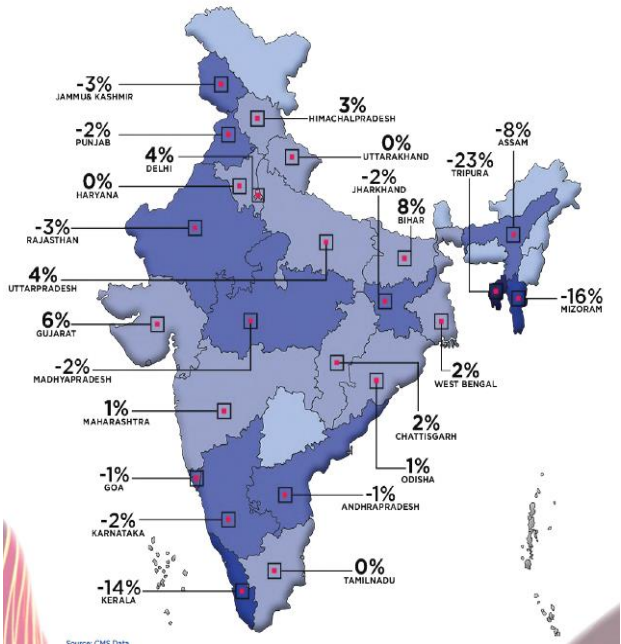 -3%
JAMMU& KASHMIR
3%
HIMACHALPRADESH
-2%
PUNJAB
4%
DELHI
0%
UTTARAKHAND
-8%
ASSAM
-23%
TRIPURA
0%
HARYANA
-2%
JHARKHAND
8%
BIHAR
-3%
RAJASTHAN
4%
UTTARPRADESH
-16%
MIZORAM
6%
GUJARAT
-2%
MADHYAPRADESH
2%
WEST BENGAL
1%
MAHARASHTRA
2%
CHATTISGARH
1%
ODISHA
-1%
GOA
-1%
ANDHRAPRADESH
-2%
KARNATAKA
0%
TAMILNADU
-14%
KERALA
Source: CMS Data